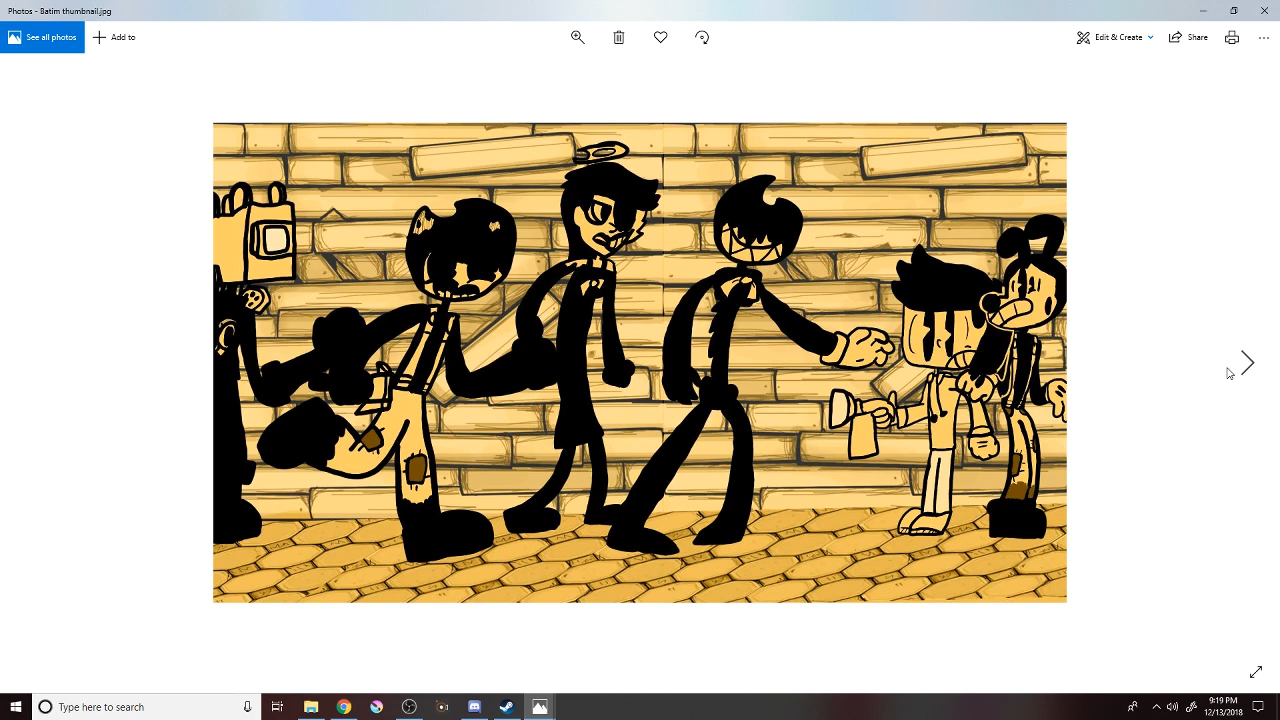 Photos - Batim thumbnail.jpg
See all photos
Add to
Edit & Create
Share
Type here to search
9:19 PM
12/13/2018